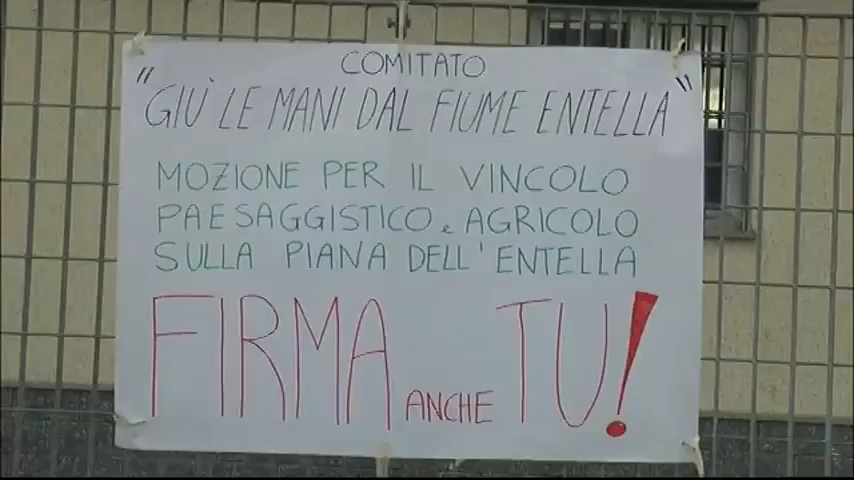 COMITATO
"GIÙ LE MANI DAL FIUME ENTELLA"
MOZIONE PER IL VINCOLO
PAESAGGISTICO e AGRICOLO
SULLA PIANA DELL'ENTELLA
FIRMA ANCHE TU!